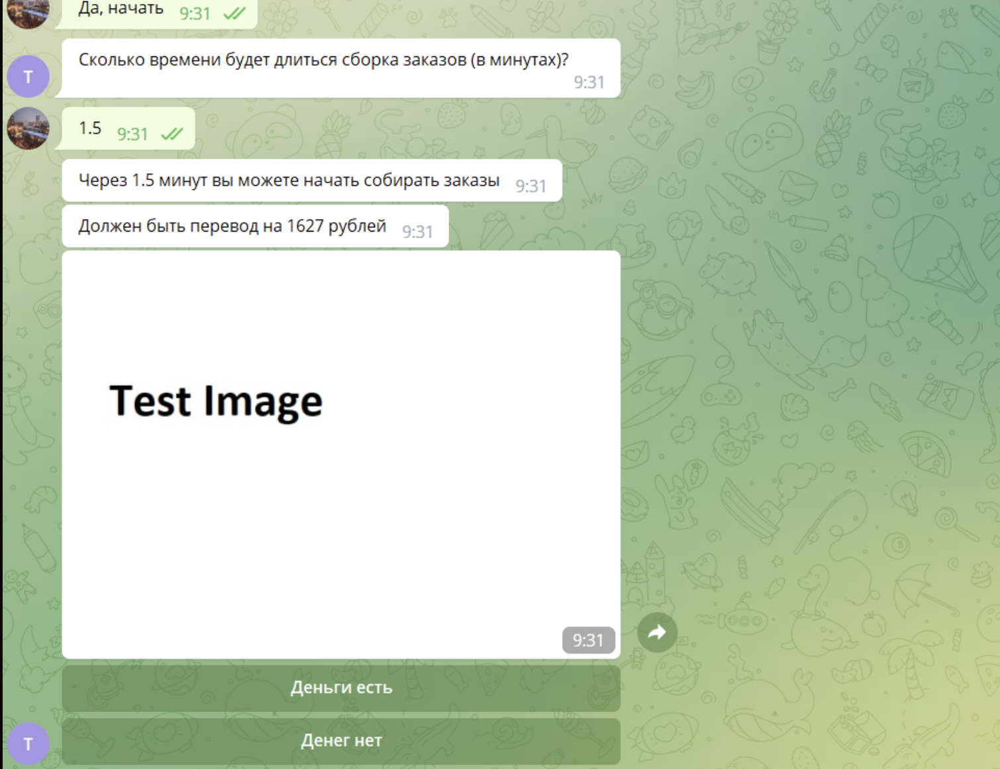 Да, начать 9:31
Сколько времени будет длиться сборка заказов (в минутах)?
9:31
T
1.5 9:31
Через 1.5 минут вы можете начать собирать заказы 9:31
Должен быть перевод на 1627 рублей 9:31
Test Image
9:31
Деньги есть
Денег нет
T